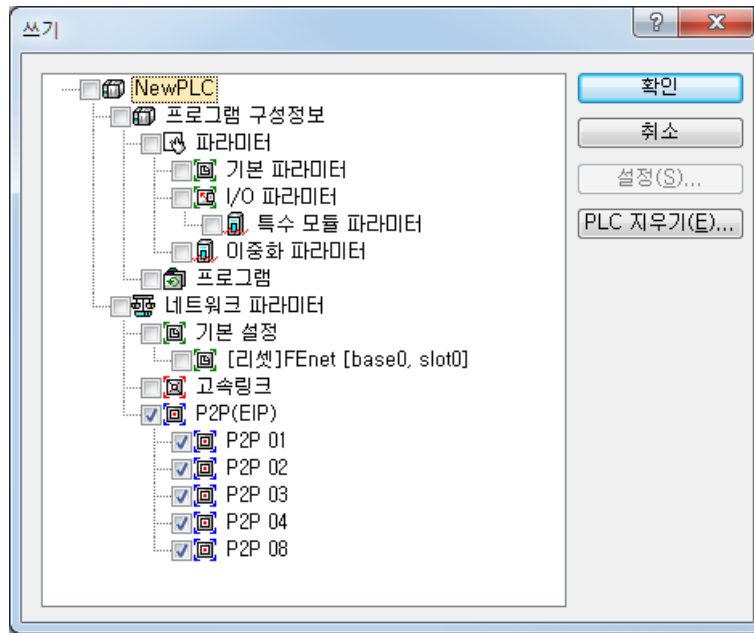 쓰기
NewPLC
프로그램 구성정보
파라미터
기본 파라미터
I/O 파라미터
특수 모듈 파라미터
이중화 파라미터
프로그램
네트워크 파라미터
기본 설정
[리셋]FEnet [base0, slot0]
고속링크
P2P(EIP)
P2P 01
P2P 02
P2P 03
P2P 04
P2P 08
확인
취소
설정(S)...
PLC 지우기(E)...